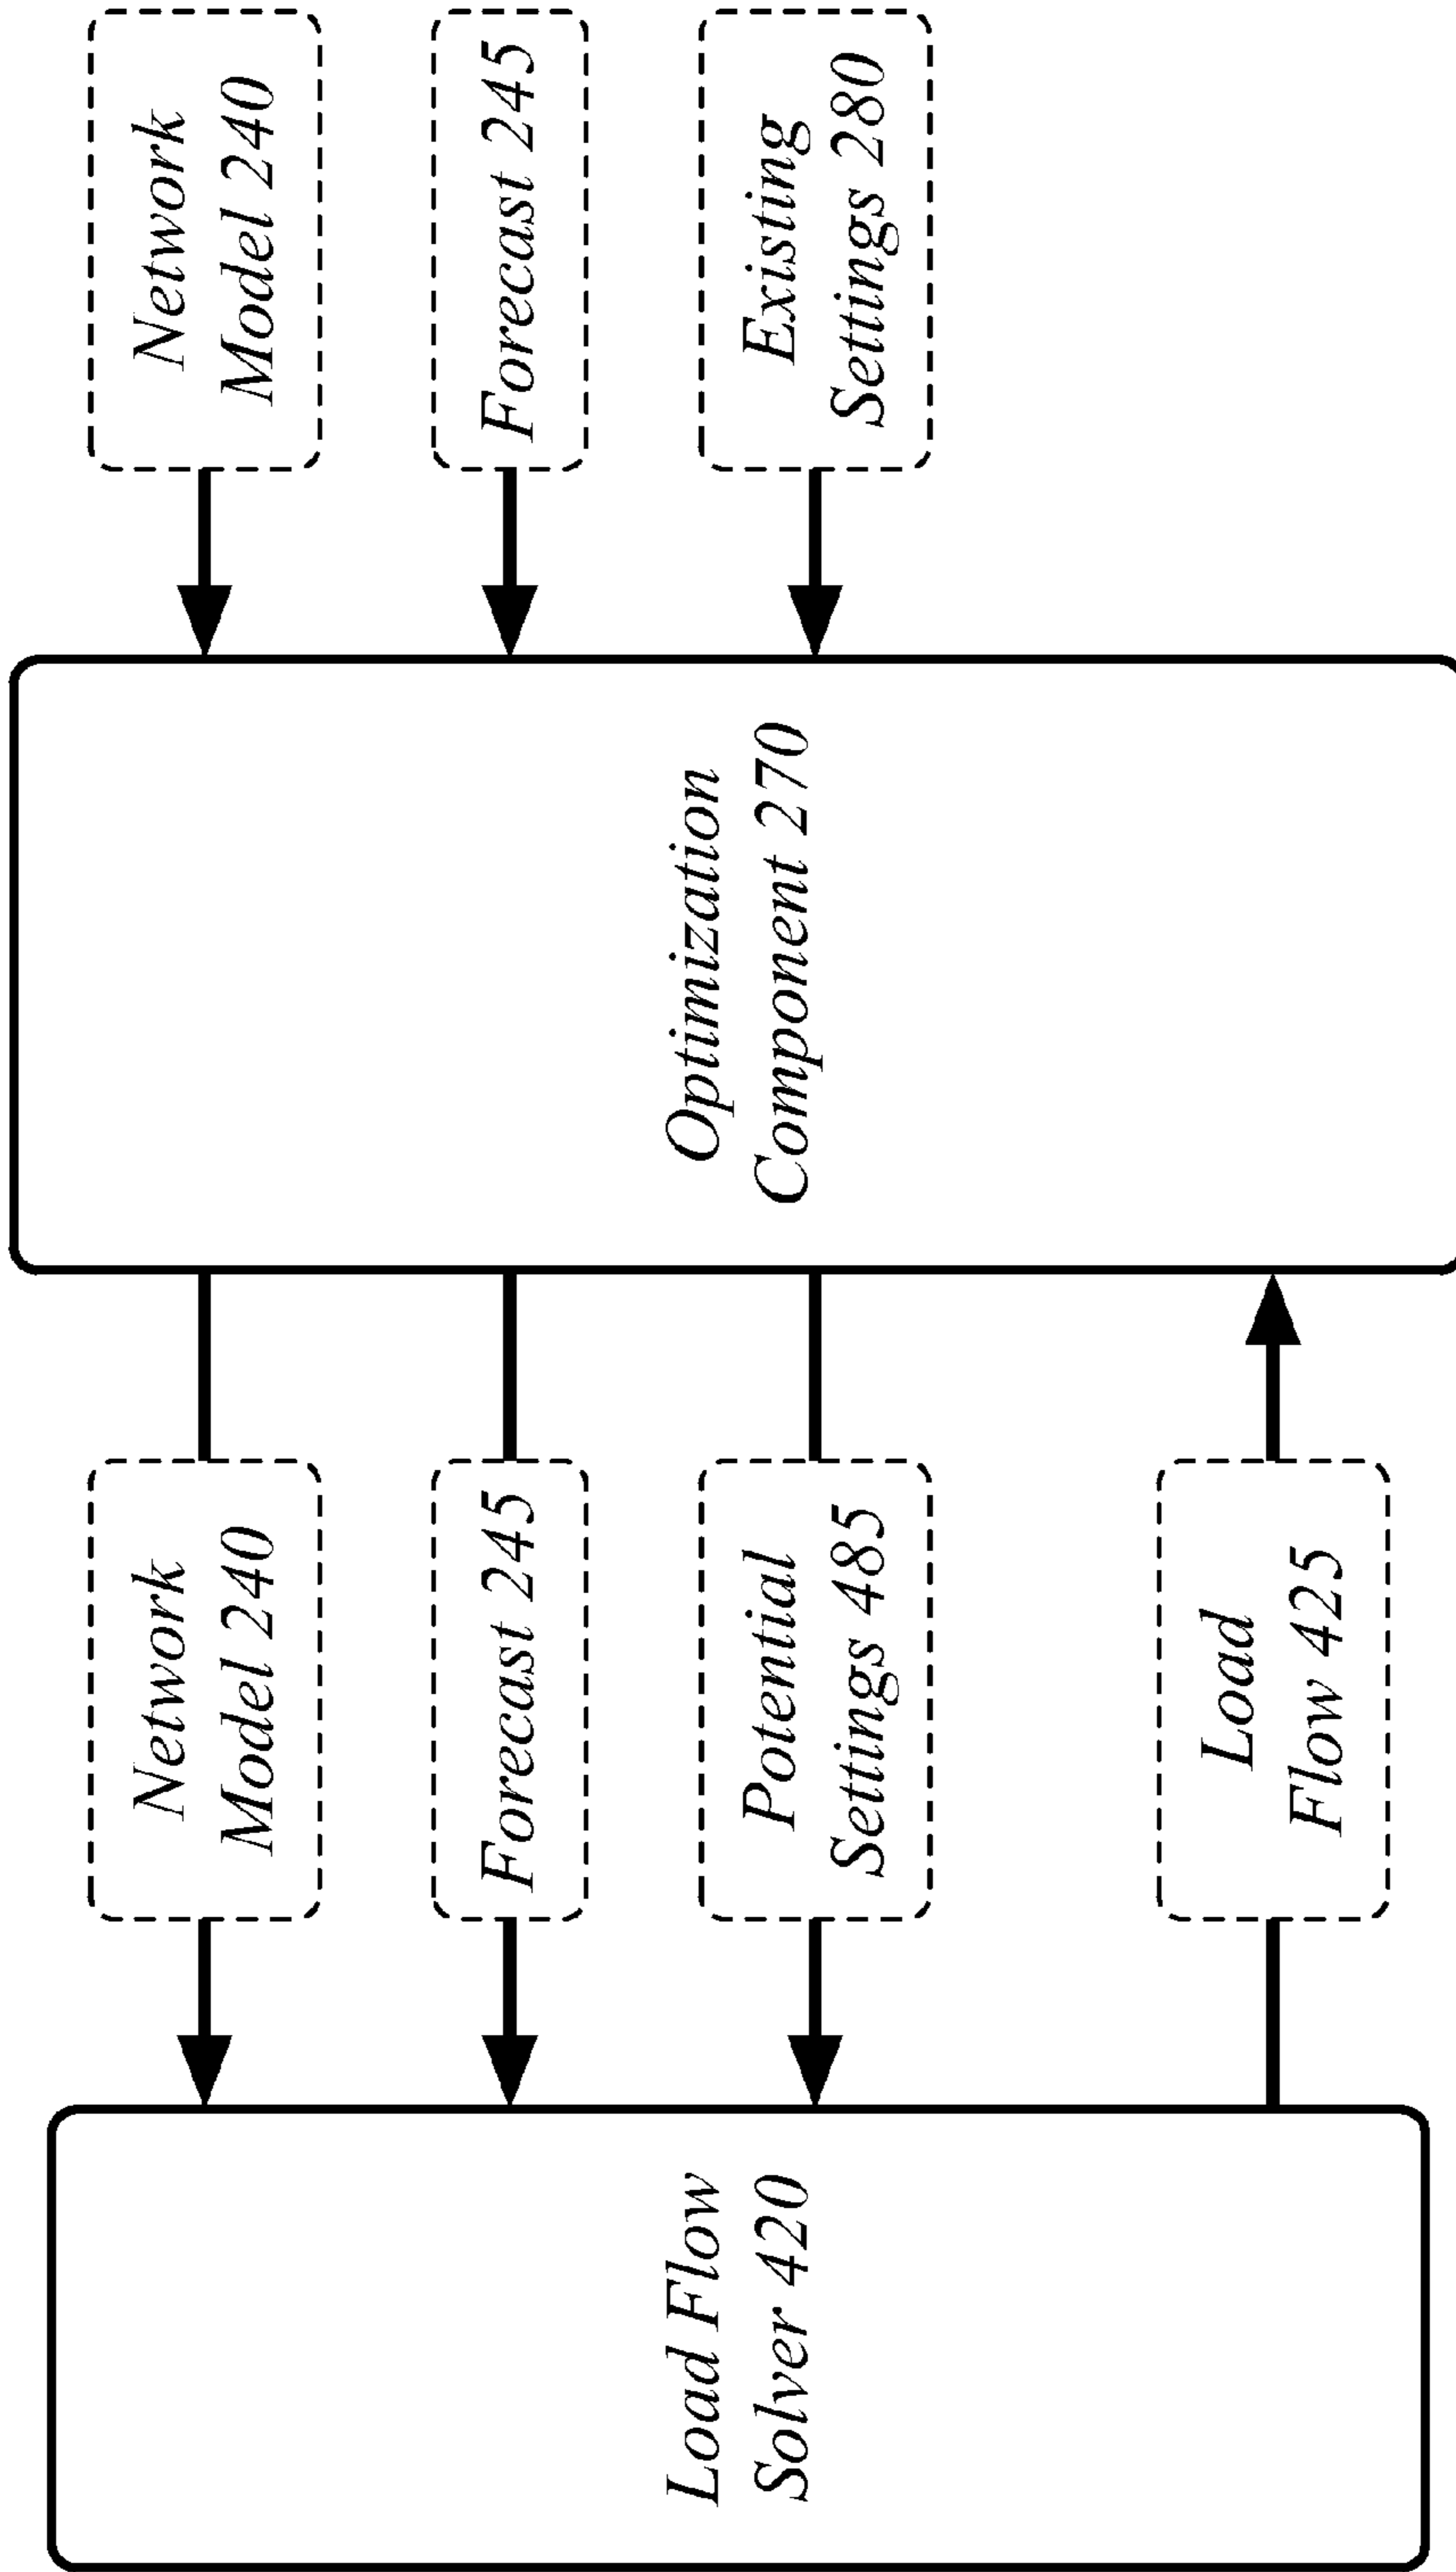 Load Flow
Solver 420
Network
Model 240
Forecast 245
Potential
Settings 485
Load
Flow 425
Optimization
Component 270
Network
Model 240
Forecast 245
Existing
Settings 280